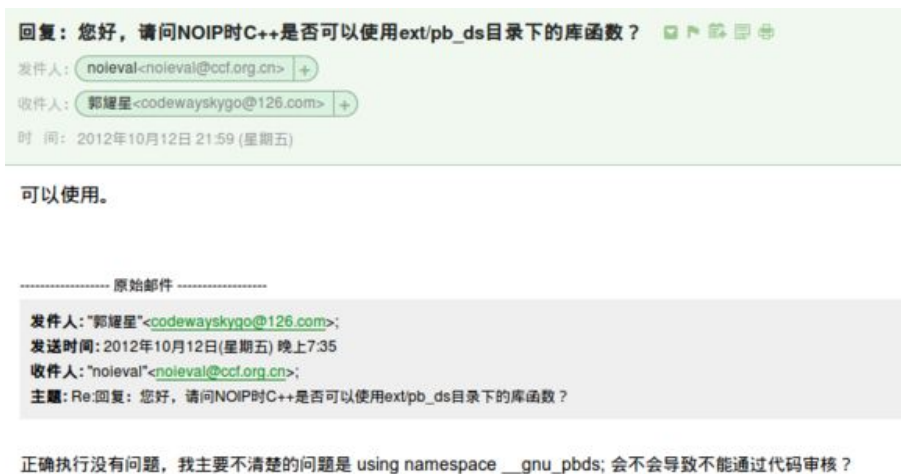 回复：您好，请问NOIP时C++是否可以使用ext/pb_ds目录下的库函数？
发件人：noieval<noieval@ccf.org.cn> +
收件人：郭耀星<codewayskygo@126.com> +
时 间：2012年10月12日 21:59 (星期五)
可以使用。
------------------ 原始邮件 ------------------
发件人: "郭耀星"<codewayskygo@126.com>;
发送时间: 2012年10月12日(星期五) 晚上7:35
收件人: "noieval"<noieval@ccf.org.cn>;
主题: Re:回复：您好，请问NOIP时C++是否可以使用ext/pb_ds目录下的库函数？
正确执行没有问题，我主要不清楚的问题是 using namespace __gnu_pbds; 会不会导致不能通过代码审核？